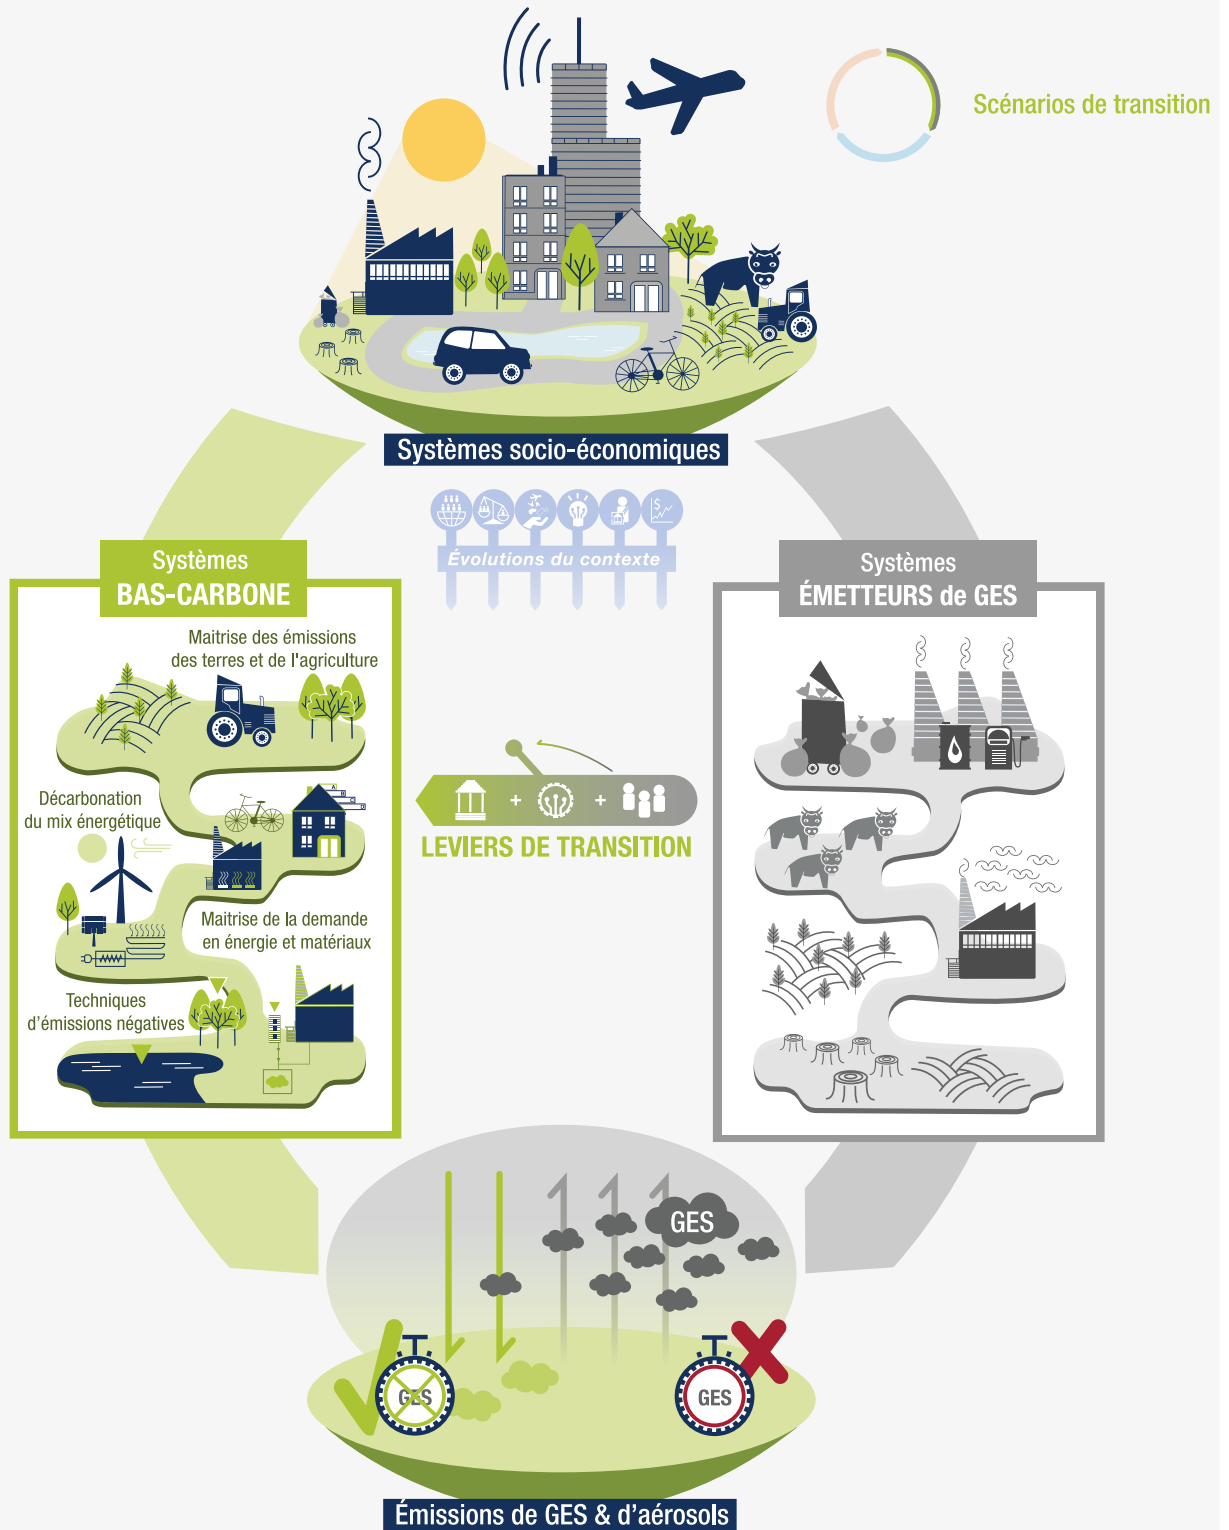 Scénarios de transition
Systèmes socio-économiques
Évolutions du contexte
Systèmes
BAS-CARBONE
Maitrise des émissions
des terres et de l'agriculture
Décarbonation
du mix énergétique
Maitrise de la demande
en énergie et matériaux
Techniques
d'émissions négatives
LEVIERS DE TRANSITION
Systèmes
ÉMETTEURS de GES
GES
GES
GES
Émissions de GES & d'aérosols